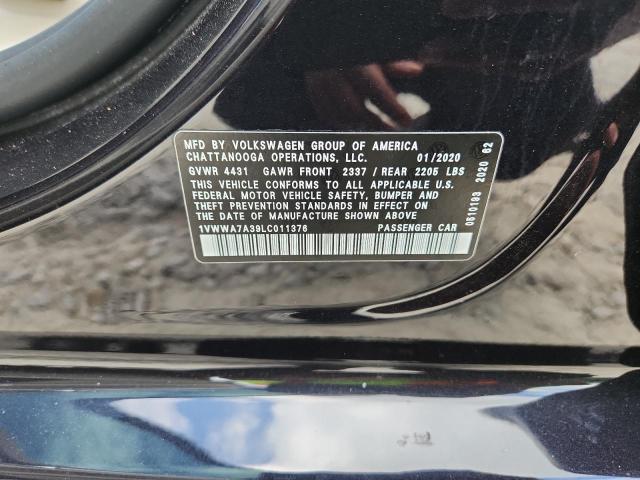 MFD BY VOLKSWAGEN GROUP OF AMERICA
CHATTANOOGA OPERATIONS, LLC. 01/2020
GVWR 4431 GAWR FRONT 2337 / REAR 2205 LBS
THIS VEHICLE CONFORMS TO ALL APPLICABLE U.S.
FEDERAL MOTOR VEHICLE SAFETY, BUMPER AND
THEFT PREVENTION STANDARDS IN EFFECT ON THE
DATE OF MANUFACTURE SHOWN ABOVE
1VWWA7A39LC011376 PASSENGER CAR
0610193 2020 62